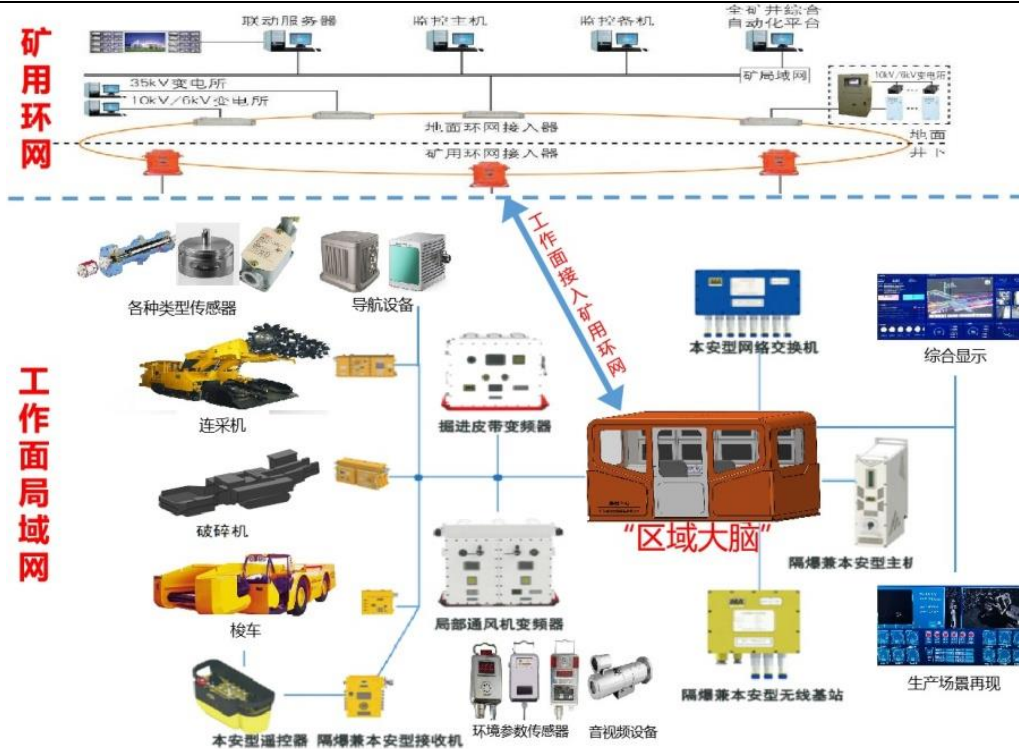 矿用环网
联动服务器
监控主机
监控备机
全矿井综合
自动化平台
矿局域网
35kV变电所
10kV/6kV变电所
10kV/6kV变电所
地面环网接入器
地面
矿用环网接入器
井下
工作面接入矿用环网
工作面局域网
各种类型传感器
导航设备
本安型网络交换机
综合显示
连采机
掘进皮带变频器
破碎机
“区域大脑”
隔爆兼本安型主机
梭车
局部通风机变频器
隔爆兼本安型无线基站
生产场景再现
本安型遥控器
隔爆兼本安型接收机
环境参数传感器
音视频设备